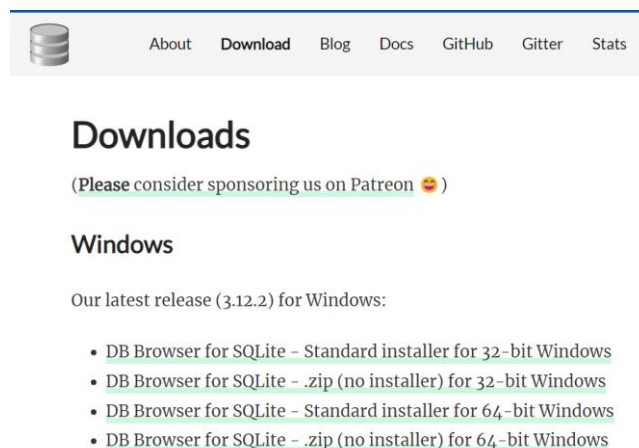 About Download Blog Docs GitHub Gitter Stats
Downloads
(Please consider sponsoring us on Patreon 😄 )
Windows
Our latest release (3.12.2) for Windows:
• DB Browser for SQLite - Standard installer for 32-bit Windows
• DB Browser for SQLite - .zip (no installer) for 32-bit Windows
• DB Browser for SQLite - Standard installer for 64-bit Windows
• DB Browser for SQLite - .zip (no installer) for 64-bit Windows